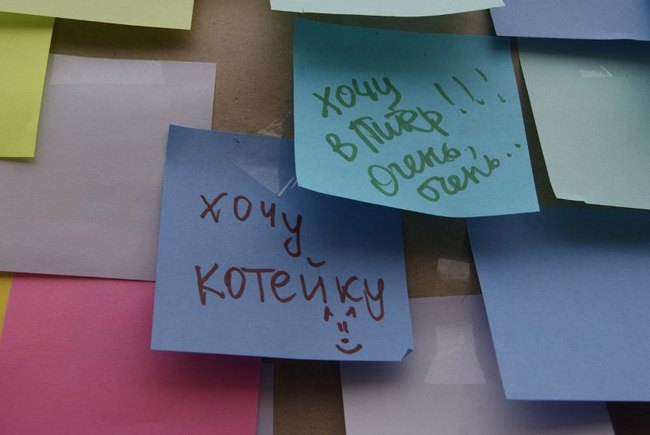 хочу
в Питер!!!
очень,
очень..
хочу
котейку